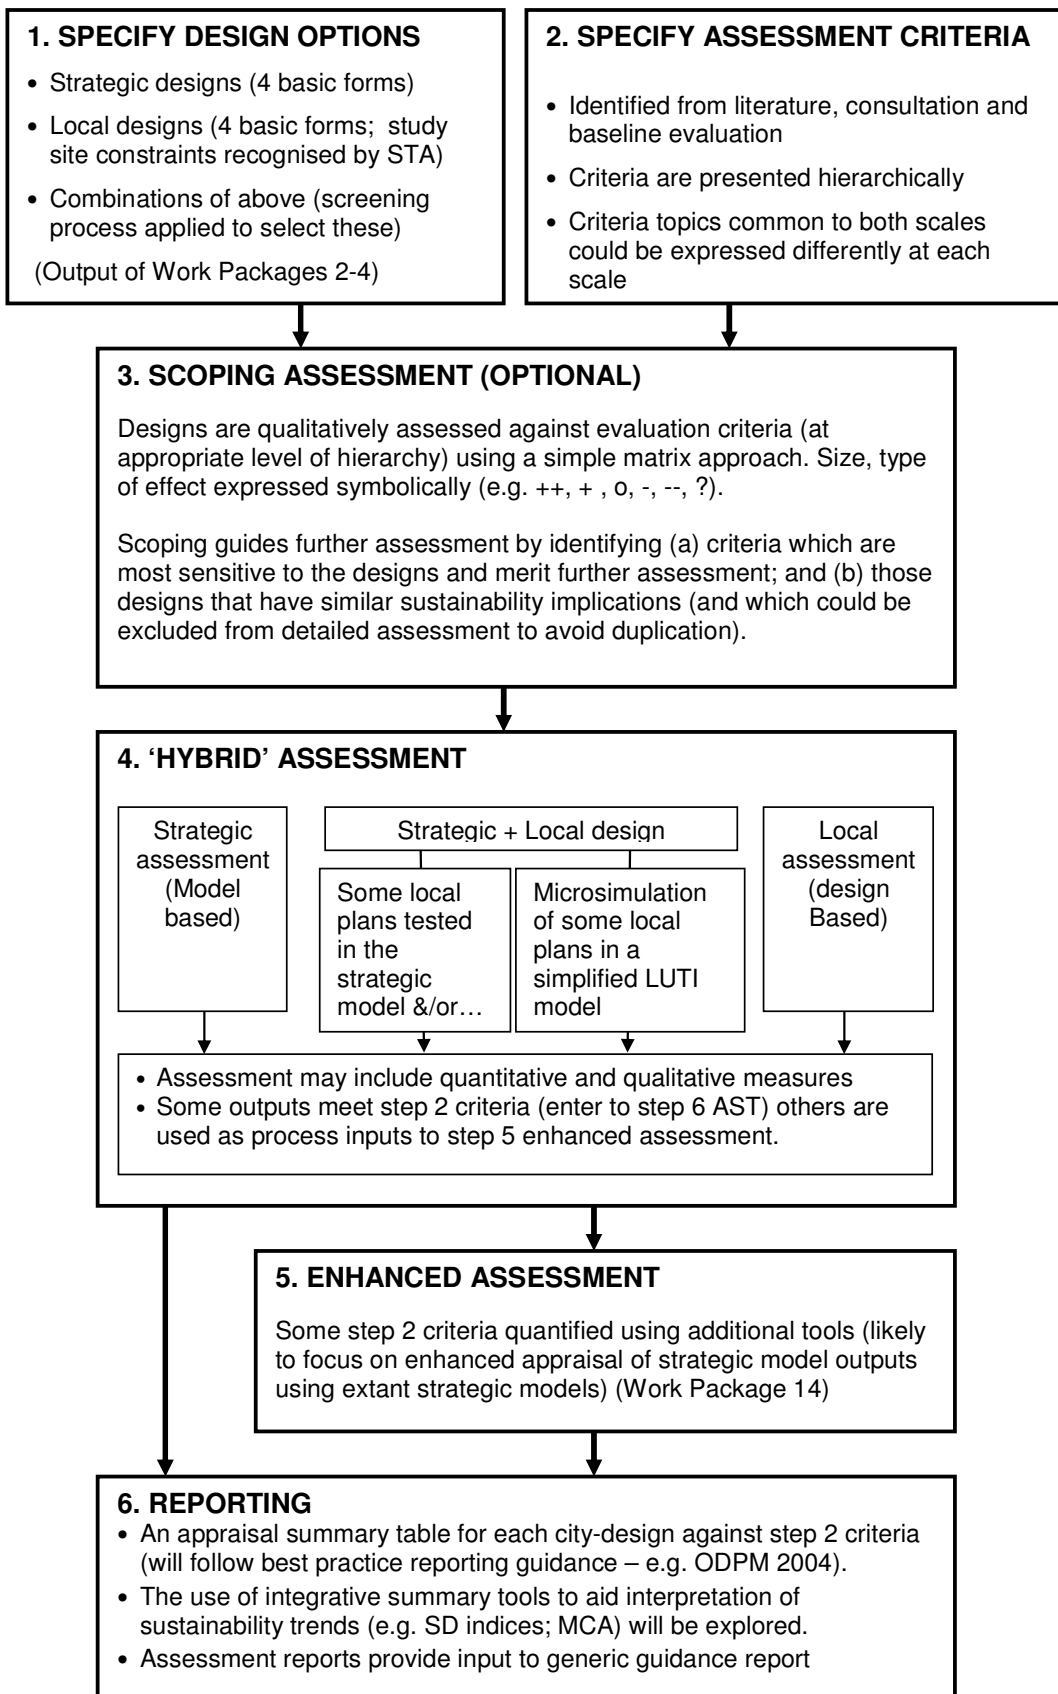 1. SPECIFY DESIGN OPTIONS
• Strategic designs (4 basic forms)
• Local designs (4 basic forms;  study
site constraints recognised by STA)
• Combinations of above (screening
process applied to select these)
(Output of Work Packages 2-4)
2. SPECIFY ASSESSMENT CRITERIA
• Identified from literature, consultation and
baseline evaluation
• Criteria are presented hierarchically
• Criteria topics common to both scales
could be expressed differently at each
scale
3. SCOPING ASSESSMENT (OPTIONAL)
Designs are qualitatively assessed against evaluation criteria (at
appropriate level of hierarchy) using a simple matrix approach. Size, type
of effect expressed symbolically (e.g. ++, + , o, -, --, ?).
Scoping guides further assessment by identifying (a) criteria which are
most sensitive to the designs and merit further assessment; and (b) those
designs that have similar sustainability implications (and which could be
excluded from detailed assessment to avoid duplication).
4. ‘HYBRID’ ASSESSMENT
Strategic
assessment
(Model
based)
Strategic + Local design
Some local
plans tested
in the
strategic
model &/or…
Microsimulation
of some local
plans in a
simplified LUTI
model
Local
assessment
(design
Based)
• Assessment may include quantitative and qualitative measures
• Some outputs meet step 2 criteria (enter to step 6 AST) others are
used as process inputs to step 5 enhanced assessment.
5. ENHANCED ASSESSMENT
Some step 2 criteria quantified using additional tools (likely
to focus on enhanced appraisal of strategic model outputs
using extant strategic models) (Work Package 14)
6. REPORTING
• An appraisal summary table for each city-design against step 2 criteria
(will follow best practice reporting guidance – e.g. ODPM 2004).
• The use of integrative summary tools to aid interpretation of
sustainability trends (e.g. SD indices; MCA) will be explored.
• Assessment reports provide input to generic guidance report